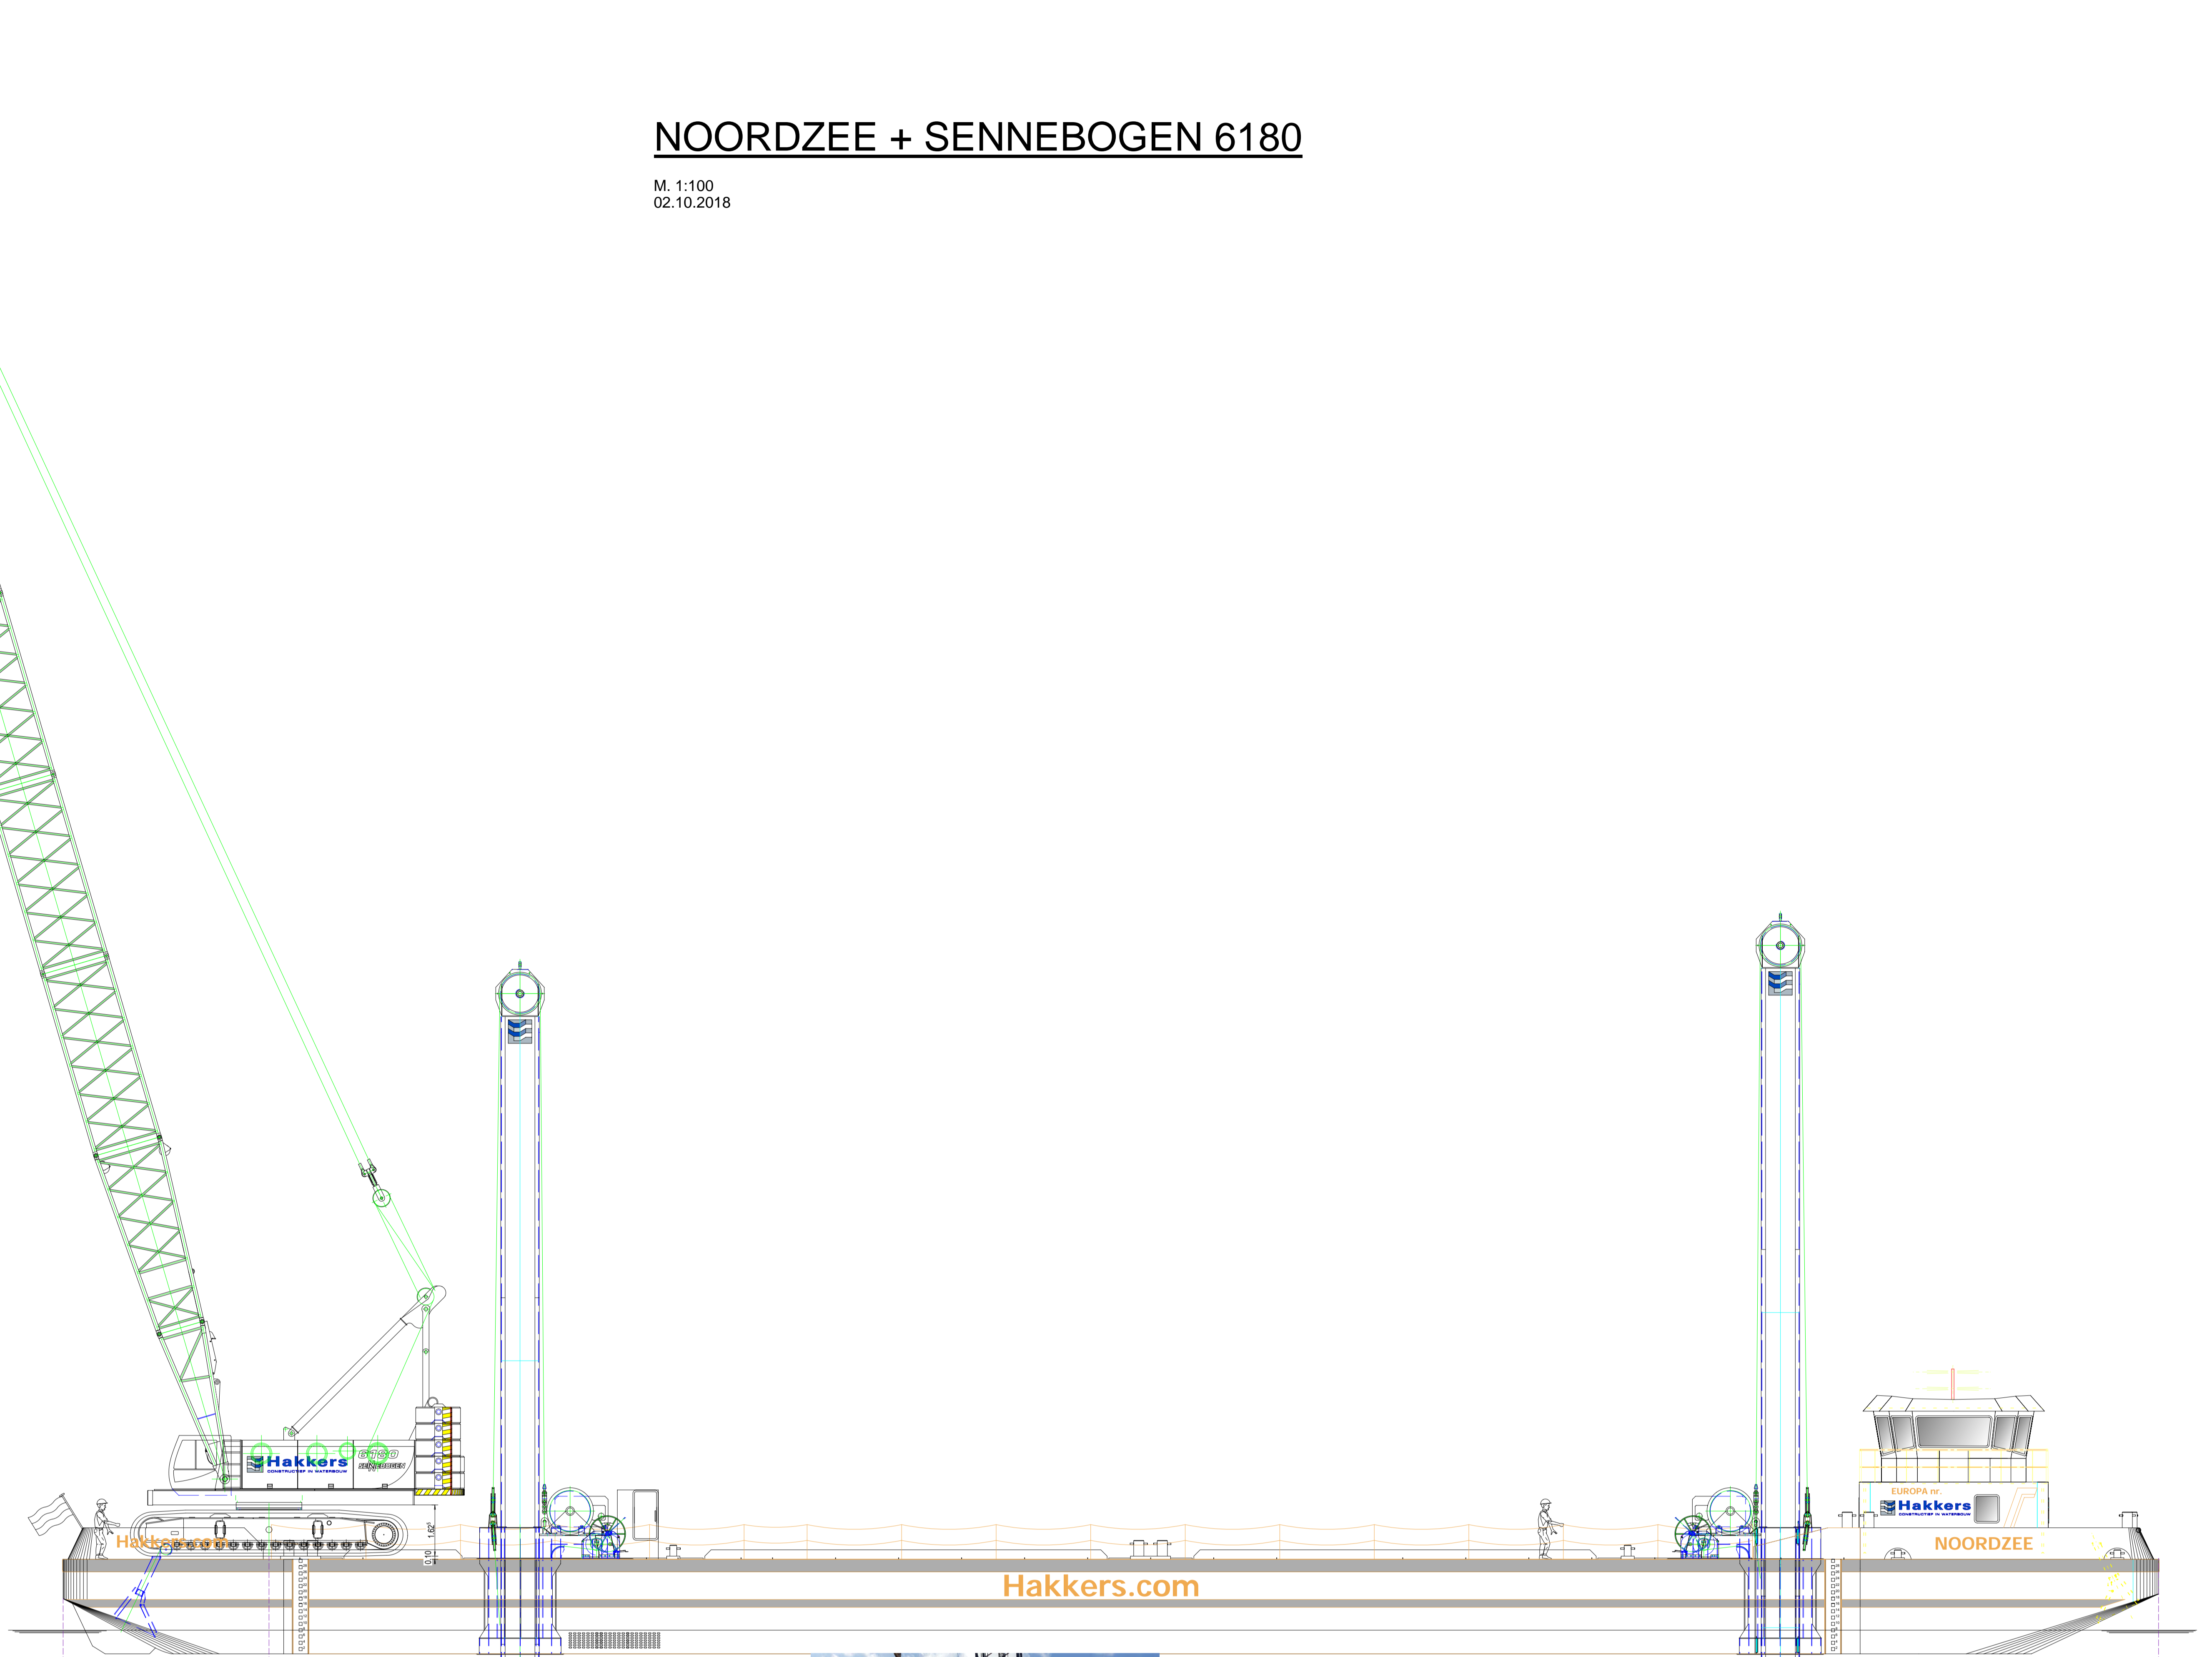 NOORDZEE + SENNEBOGEN 6180
M. 1:100
02.10.2018
Hakkers
CONSTRUCTIEF IN WATERBOUW
6180
SENNEBOGEN
EUROPA nr.
Hakkers
CONSTRUCTIEF IN WATERBOUW
Hakkers.com
1.62⁵
0.10
NOORDZEE
Hakkers.com